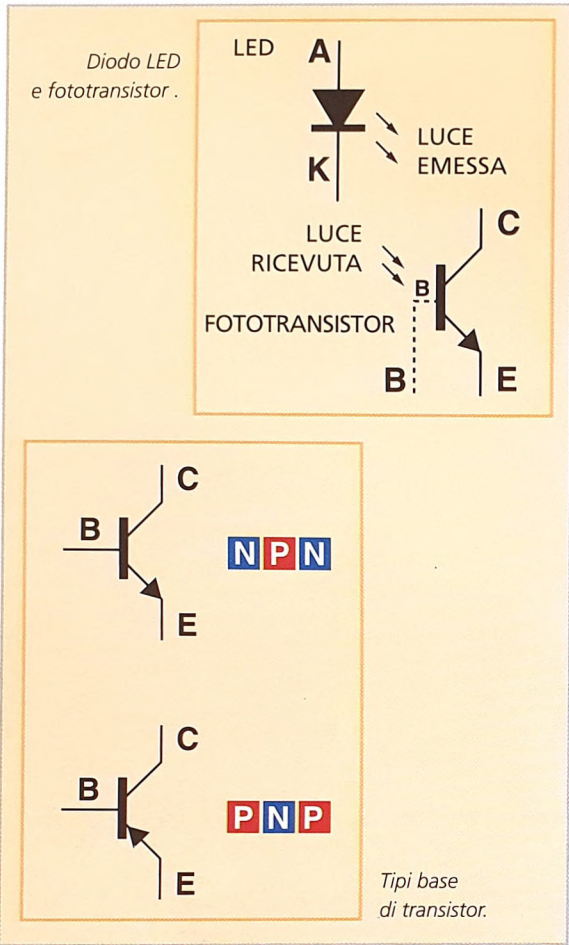 Diodo LED
e fototransistor .
LED
A
K
LUCE
EMESSA
LUCE
RICEVUTA
FOTOTRANSISTOR
B
B
C
E
B
C
E
NPN
B
C
E
PNP
Tipi base
di transistor.